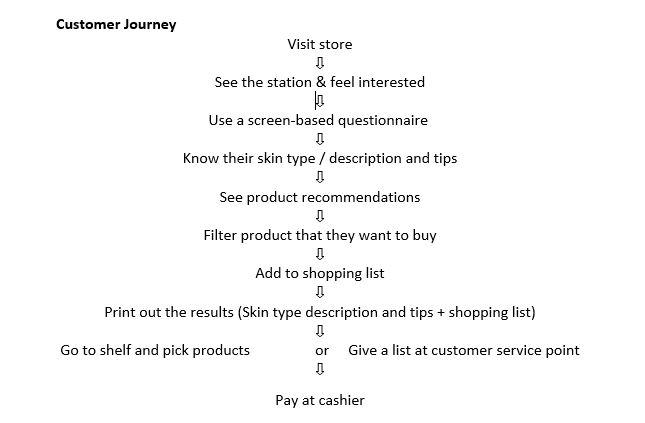 Customer Journey
Visit store
⇩
See the station & feel interested
⇩
Use a screen-based questionnaire
⇩
Know their skin type / description and tips
⇩
See product recommendations
⇩
Filter product that they want to buy
⇩
Add to shopping list
⇩
Print out the results (Skin type description and tips + shopping list)
⇩
Go to shelf and pick products or Give a list at customer service point
⇩
Pay at cashier